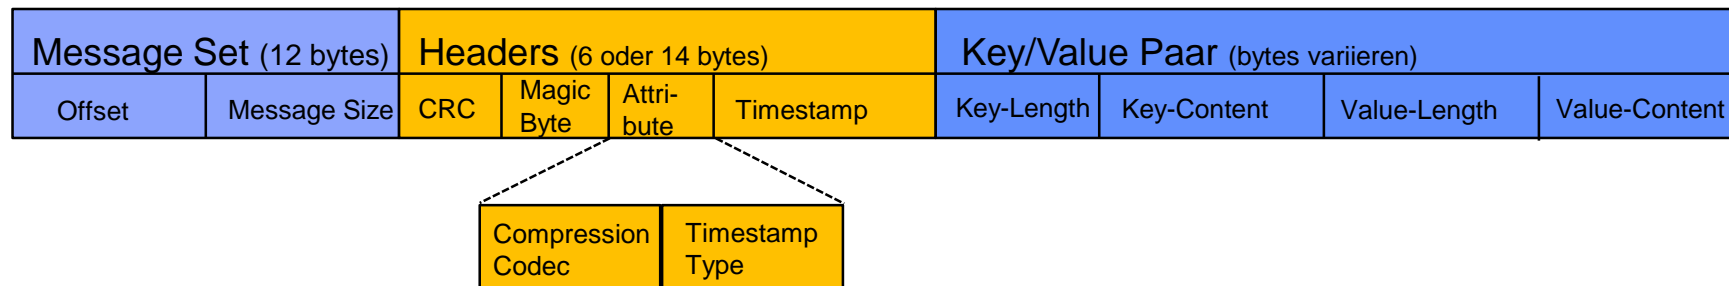 Message Set (12 bytes) Headers (6 oder 14 bytes) Key/Value Paar (bytes variieren)
Offset Message Size CRC Magic Byte Attri-bute Timestamp Key-Length Key-Content Value-Length Value-Content
Compression Codec Timestamp Type